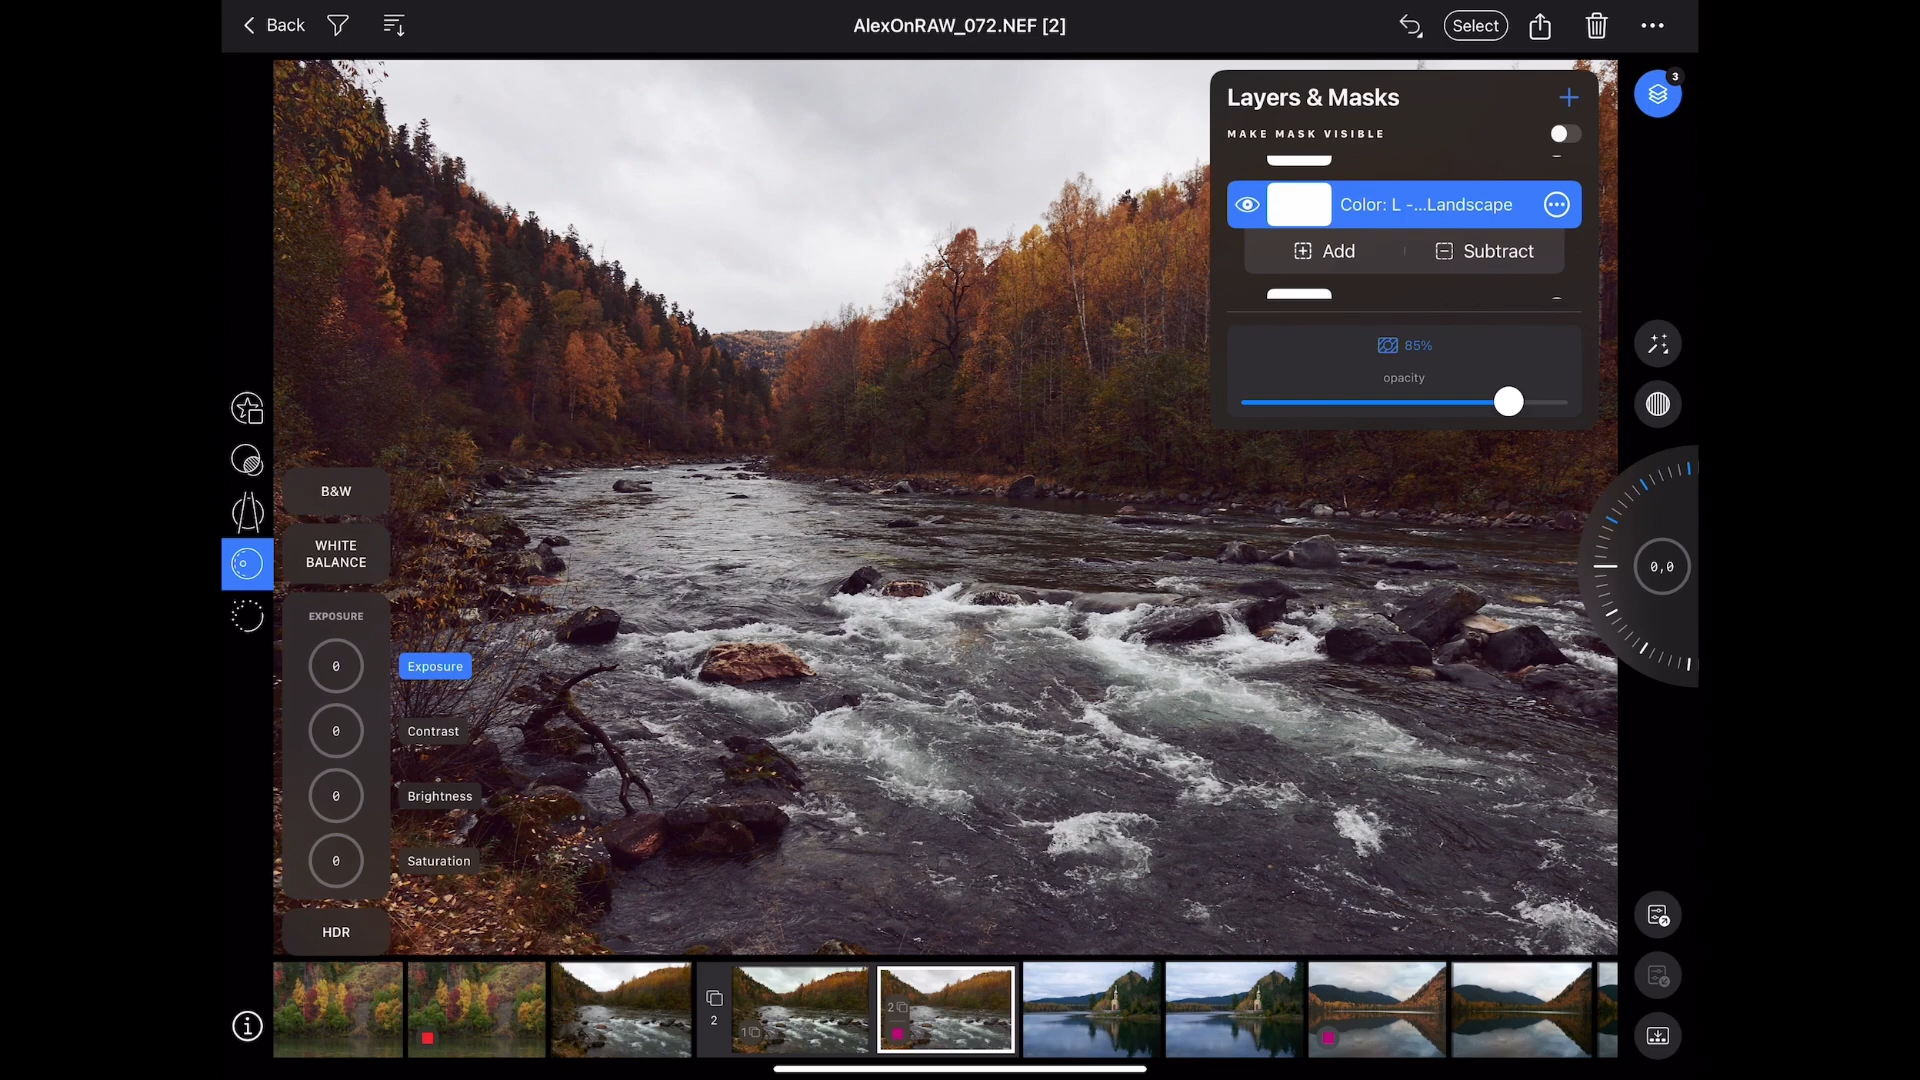 Back
AlexOnRAW_072.NEF [2]
Select
3
Layers & Masks
MAKE MASK VISIBLE
Color: L -...Landscape
Add
Subtract
85%
opacity
B&W
WHITE
BALANCE
EXPOSURE
0
Exposure
0
Contrast
0
Brightness
0
Saturation
HDR
0,0
2
1
2